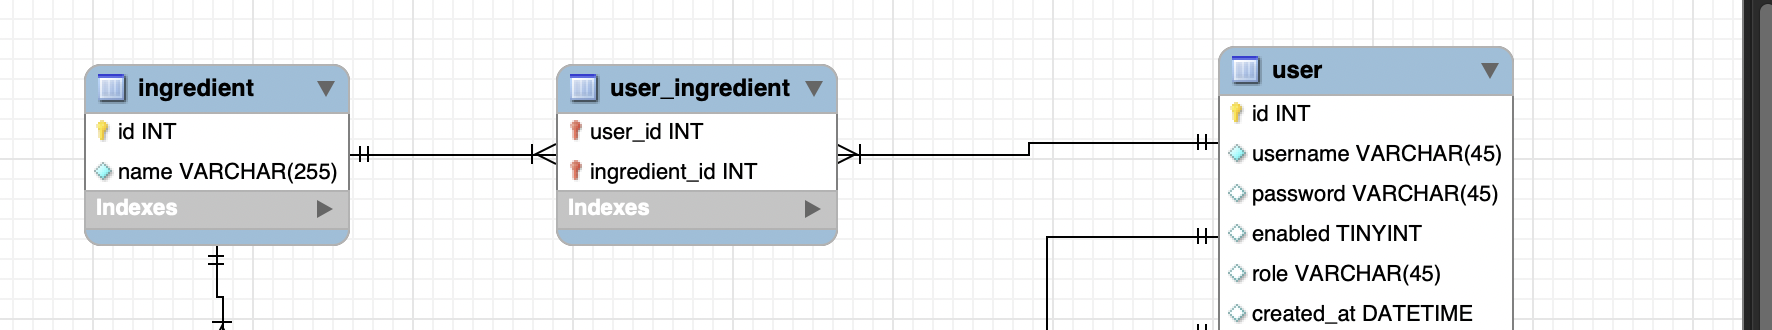 ingredient
id INT
name VARCHAR(255)
Indexes
user_ingredient
user_id INT
ingredient_id INT
Indexes
user
id INT
username VARCHAR(45)
password VARCHAR(45)
enabled TINYINT
role VARCHAR(45)
created_at DATETIME